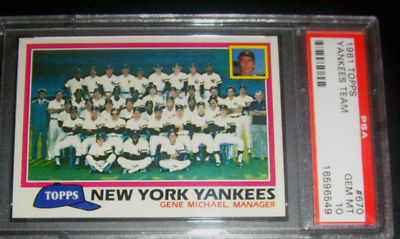 TOPPS
NEW YORK YANKEES
GENE MICHAEL, MANAGER
1981 TOPPS
YANKEES TEAM
PSA
#670
GEM MT
10
16596549